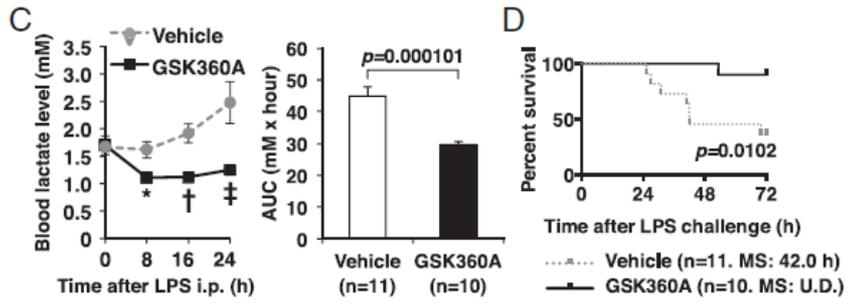 C
Vehicle
GSK360A
Blood lactate level (mM)
3.5
3.0
2.5
2.0
1.5
1.0
0.5
0
*
†
‡
0 8 16 24
Time after LPS i.p. (h)
AUC (mM x hour)
60
50
40
30
20
10
0
p=0.000101
Vehicle GSK360A
(n=11) (n=10)
D
Percent survival
100
50
0
p=0.0102
0 24 48 72
Time after LPS challenge (h)
Vehicle (n=11. MS: 42.0 h)
GSK360A (n=10. MS: U.D.)